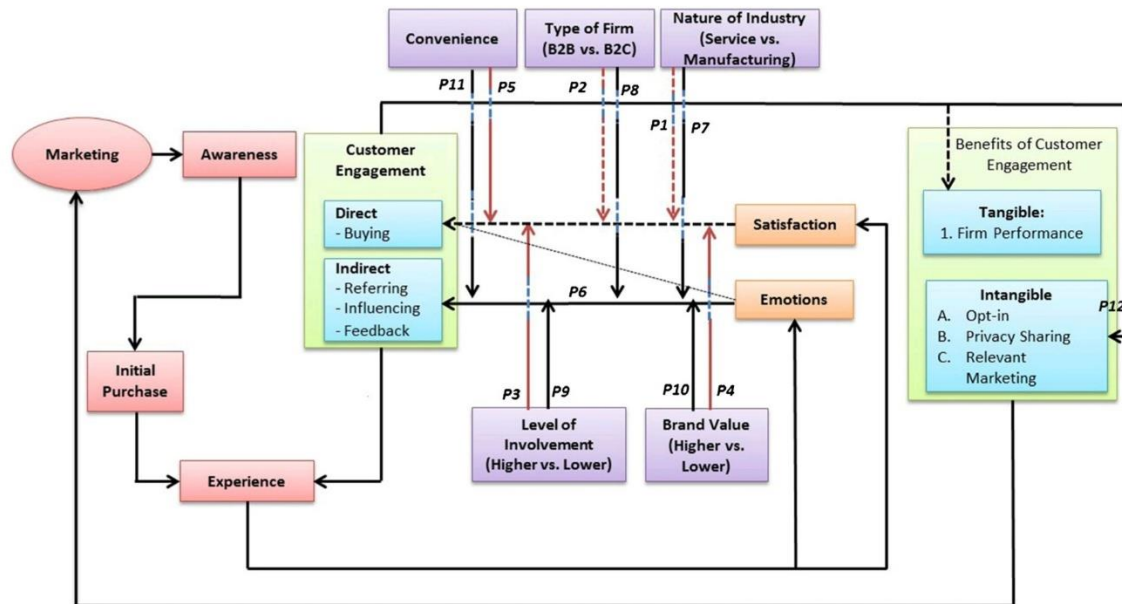 Convenience
Type of Firm
(B2B vs. B2C)
Nature of Industry
(Service vs.
Manufacturing)
P11
P5
P2
P8
P1
P7
Marketing
Awareness
Customer
Engagement
Direct
- Buying
Indirect
- Referring
- Influencing
- Feedback
Satisfaction
Emotions
P6
Benefits of Customer
Engagement
Tangible:
1. Firm Performance
Intangible
A. Opt-in
B. Privacy Sharing
C. Relevant
Marketing
P12
Initial
Purchase
P3
P9
P10
P4
Level of
Involvement
(Higher vs. Lower)
Brand Value
(Higher vs.
Lower)
Experience